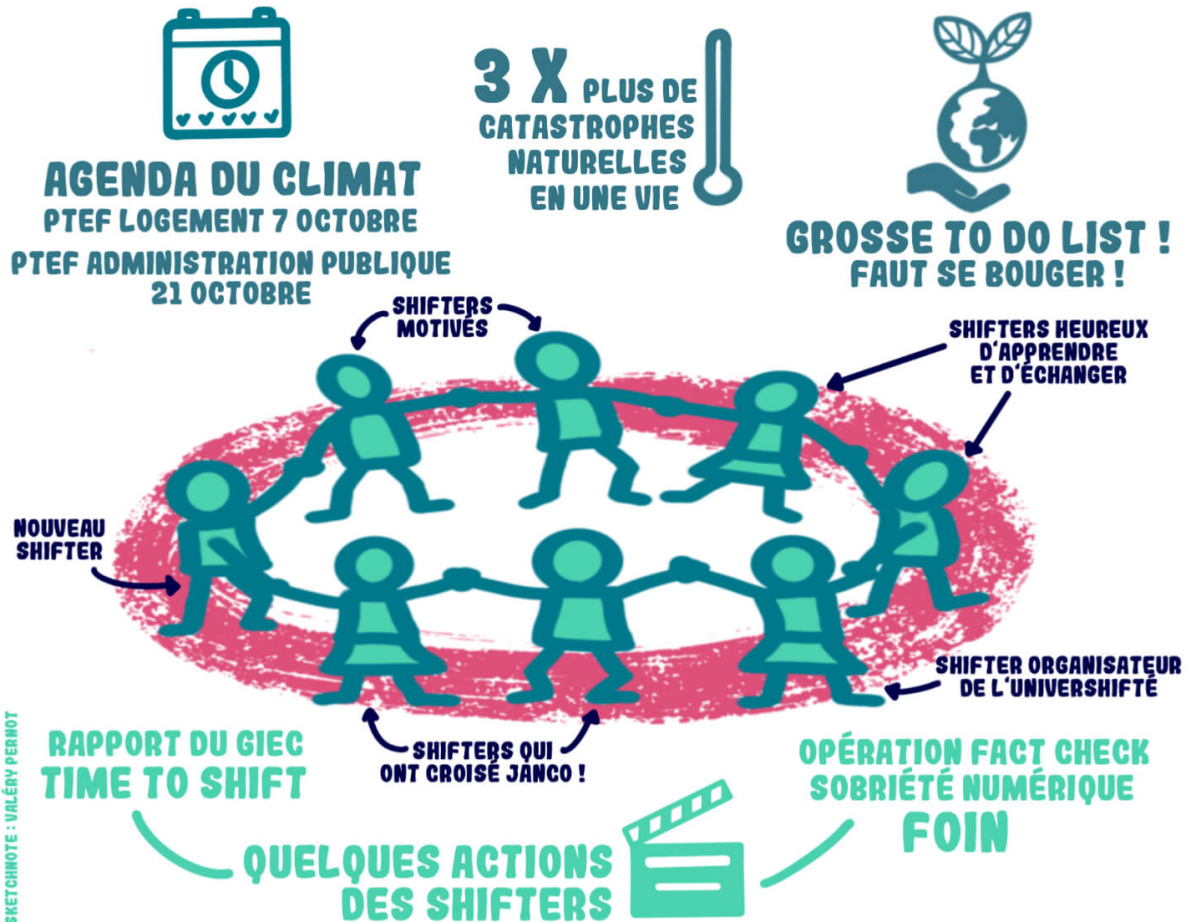 AGENDA DU CLIMAT
PTEF LOGEMENT 7 OCTOBRE
PTEF ADMINISTRATION PUBLIQUE
21 OCTOBRE
3 X PLUS DE
CATASTROPHES
NATURELLES
EN UNE VIE
GROSSE TO DO LIST !
FAUT SE BOUGER !
SHIFTERS
MOTIVÉS
SHIFTERS HEUREUX
D'APPRENDRE
ET D'ÉCHANGER
NOUVEAU
SHIFTER
SHIFTER ORGANISATEUR
DE L'UNIVERSHIFTÉ
SHIFTERS QUI
ONT CROISÉ JANCO !
RAPPORT DU GIEC
TIME TO SHIFT
OPÉRATION FACT CHECK
SOBRIÉTÉ NUMÉRIQUE
FOIN
QUELQUES ACTIONS
DES SHIFTERS
SKETCHNOTE : VALÉRY PERNOT